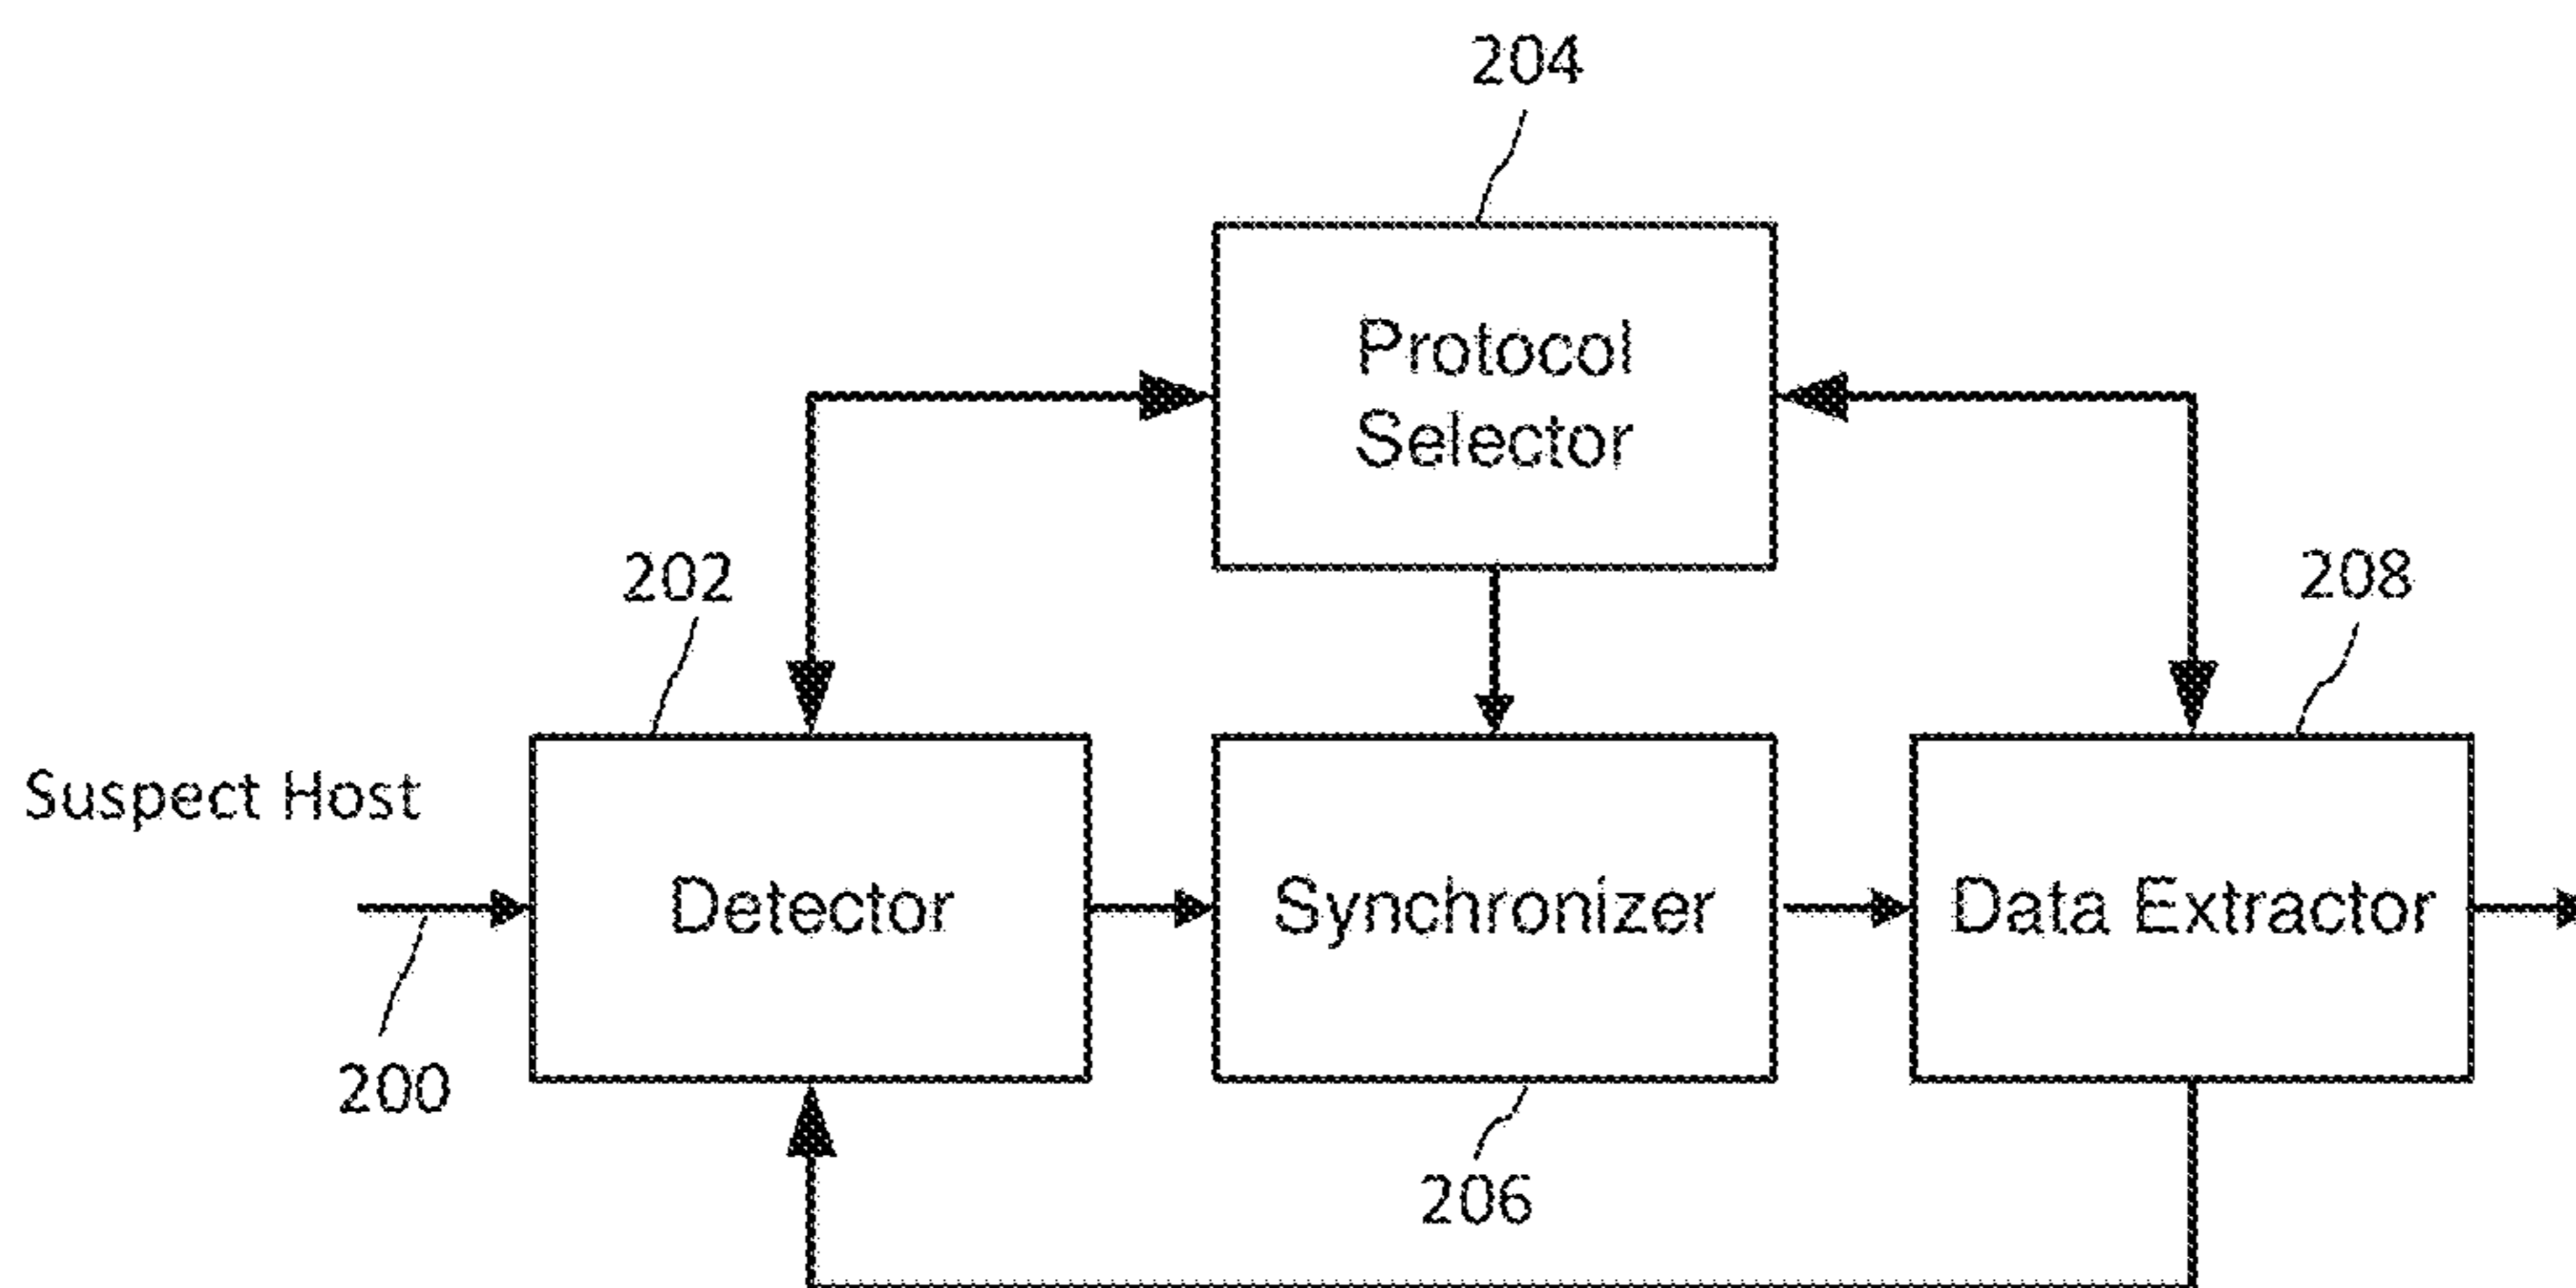 204
Protocol
Selector
202
208
Suspect Host
Detector
Synchronizer
Data Extractor
200
206